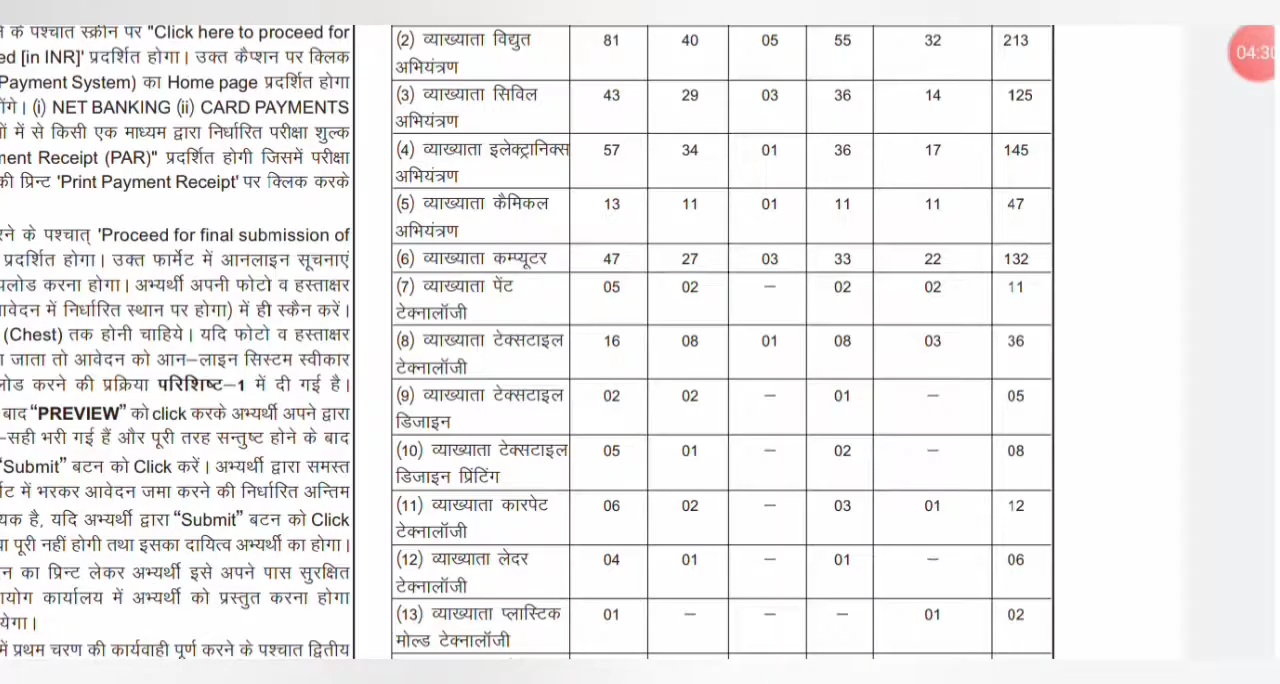 के पश्चात स्क्रीन पर "Click here to proceed for
ed [in INR]' प्रदर्शित होगा। उक्त कैप्शन पर क्लिक
Payment System) का Home page प्रदर्शित होगा
(i) NET BANKING (ii) CARD PAYMENTS
में से किसी एक माध्यम द्वारा निर्धारित परीक्षा शुल्क
ment Receipt (PAR)" प्रदर्शित होगी जिसमें परीक्षा
की प्रिन्ट 'Print Payment Receipt' पर क्लिक करके
रने के पश्चात् 'Proceed for final submission of
प्रदर्शित होगा। उक्त फार्मेट में आनलाइन सूचनाएं
पलोड करना होगा। अभ्यर्थी अपनी फोटो व हस्ताक्षर
आवेदन में निर्धारित स्थान पर होगा) में ही स्कैन करें।
(Chest) तक होनी चाहिये। यदि फोटो व हस्ताक्षर
जाता तो आवेदन को आन–लाइन सिस्टम स्वीकार
लोड करने की प्रक्रिया परिशिष्ट–1 में दी गई है।
बाद “PREVIEW” को click करके अभ्यर्थी अपने द्वारा
–सही भरी गई हैं और पूरी तरह सन्तुष्ट होने के बाद
“Submit” बटन को Click करें। अभ्यर्थी द्वारा समस्त
र्मेट में भरकर आवेदन जमा करने की निर्धारित अन्तिम
यक है, यदि अभ्यर्थी द्वारा “Submit” बटन को Click
पूरी नहीं होगी तथा इसका दायित्व अभ्यर्थी का होगा।
न का प्रिन्ट लेकर अभ्यर्थी इसे अपने पास सुरक्षित
योग कार्यालय में अभ्यर्थी को प्रस्तुत करना होगा
येगा।
में प्रथम चरण की कार्यवाही पूर्ण करने के पश्चात द्वितीय
(2) व्याख्याता विद्युत 81 40 05 55 32 213
अभियंत्रण
(3) व्याख्याता सिविल 43 29 03 36 14 125
अभियंत्रण
(4) व्याख्याता इलेक्ट्रानिक्स 57 34 01 36 17 145
अभियंत्रण
(5) व्याख्याता कैमिकल 13 11 01 11 11 47
अभियंत्रण
(6) व्याख्याता कम्प्यूटर 47 27 03 33 22 132
(7) व्याख्याता पेंट 05 02 – 02 02 11
टेक्नालॉजी
(8) व्याख्याता टेक्सटाइल 16 08 01 08 03 36
टेक्नालॉजी
(9) व्याख्याता टेक्सटाइल 02 02 – 01 – 05
डिजाइन
(10) व्याख्याता टेक्सटाइल 05 01 – 02 – 08
डिजाइन प्रिंटिंग
(11) व्याख्याता कारपेट 06 02 – 03 01 12
टेक्नालॉजी
(12) व्याख्याता लेदर 04 01 – 01 – 06
टेक्नालॉजी
(13) व्याख्याता प्लास्टिक 01 – – – 01 02
मोल्ड टेक्नालॉजी
04:30